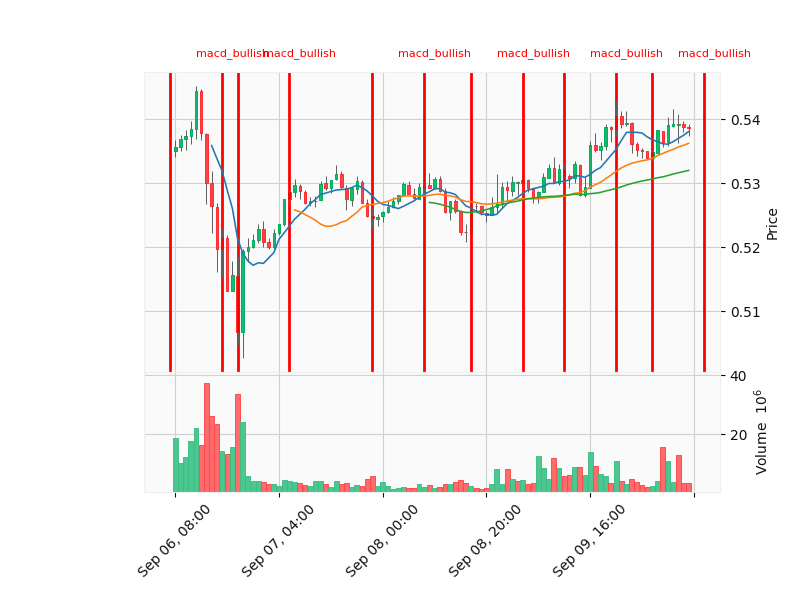 macd_bullish macd_bullish macd_bullish macd_bullish macd_bullish macd_bullish
0.54
0.53
0.52
0.51
Price
40
20
Volume 10^6
Sep 06, 08:00
Sep 07, 04:00
Sep 08, 00:00
Sep 08, 20:00
Sep 09, 16:00